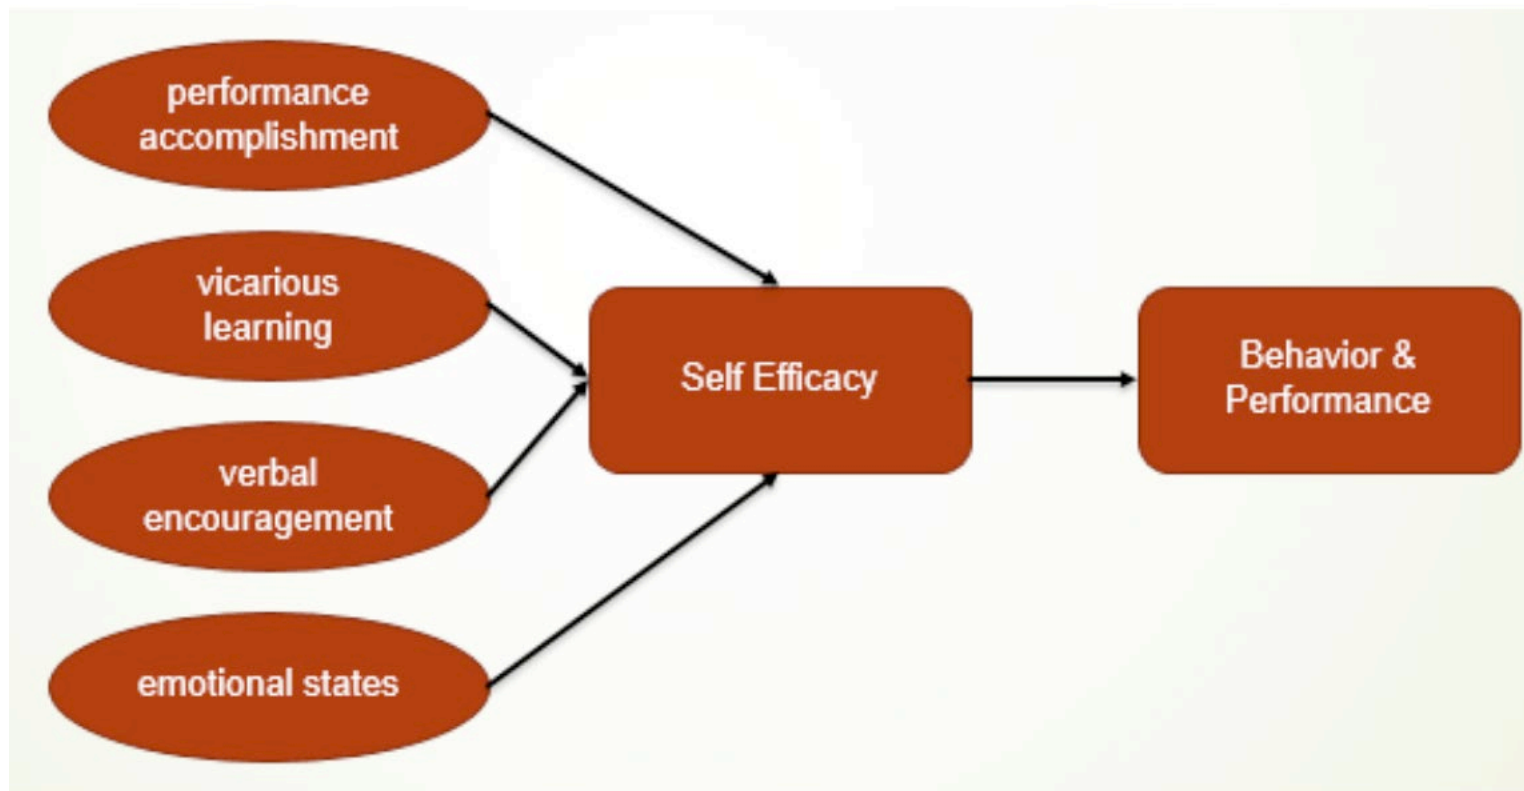 performance
accomplishment
vicarious
learning
verbal
encouragement
emotional states
Self Efficacy
Behavior &
Performance